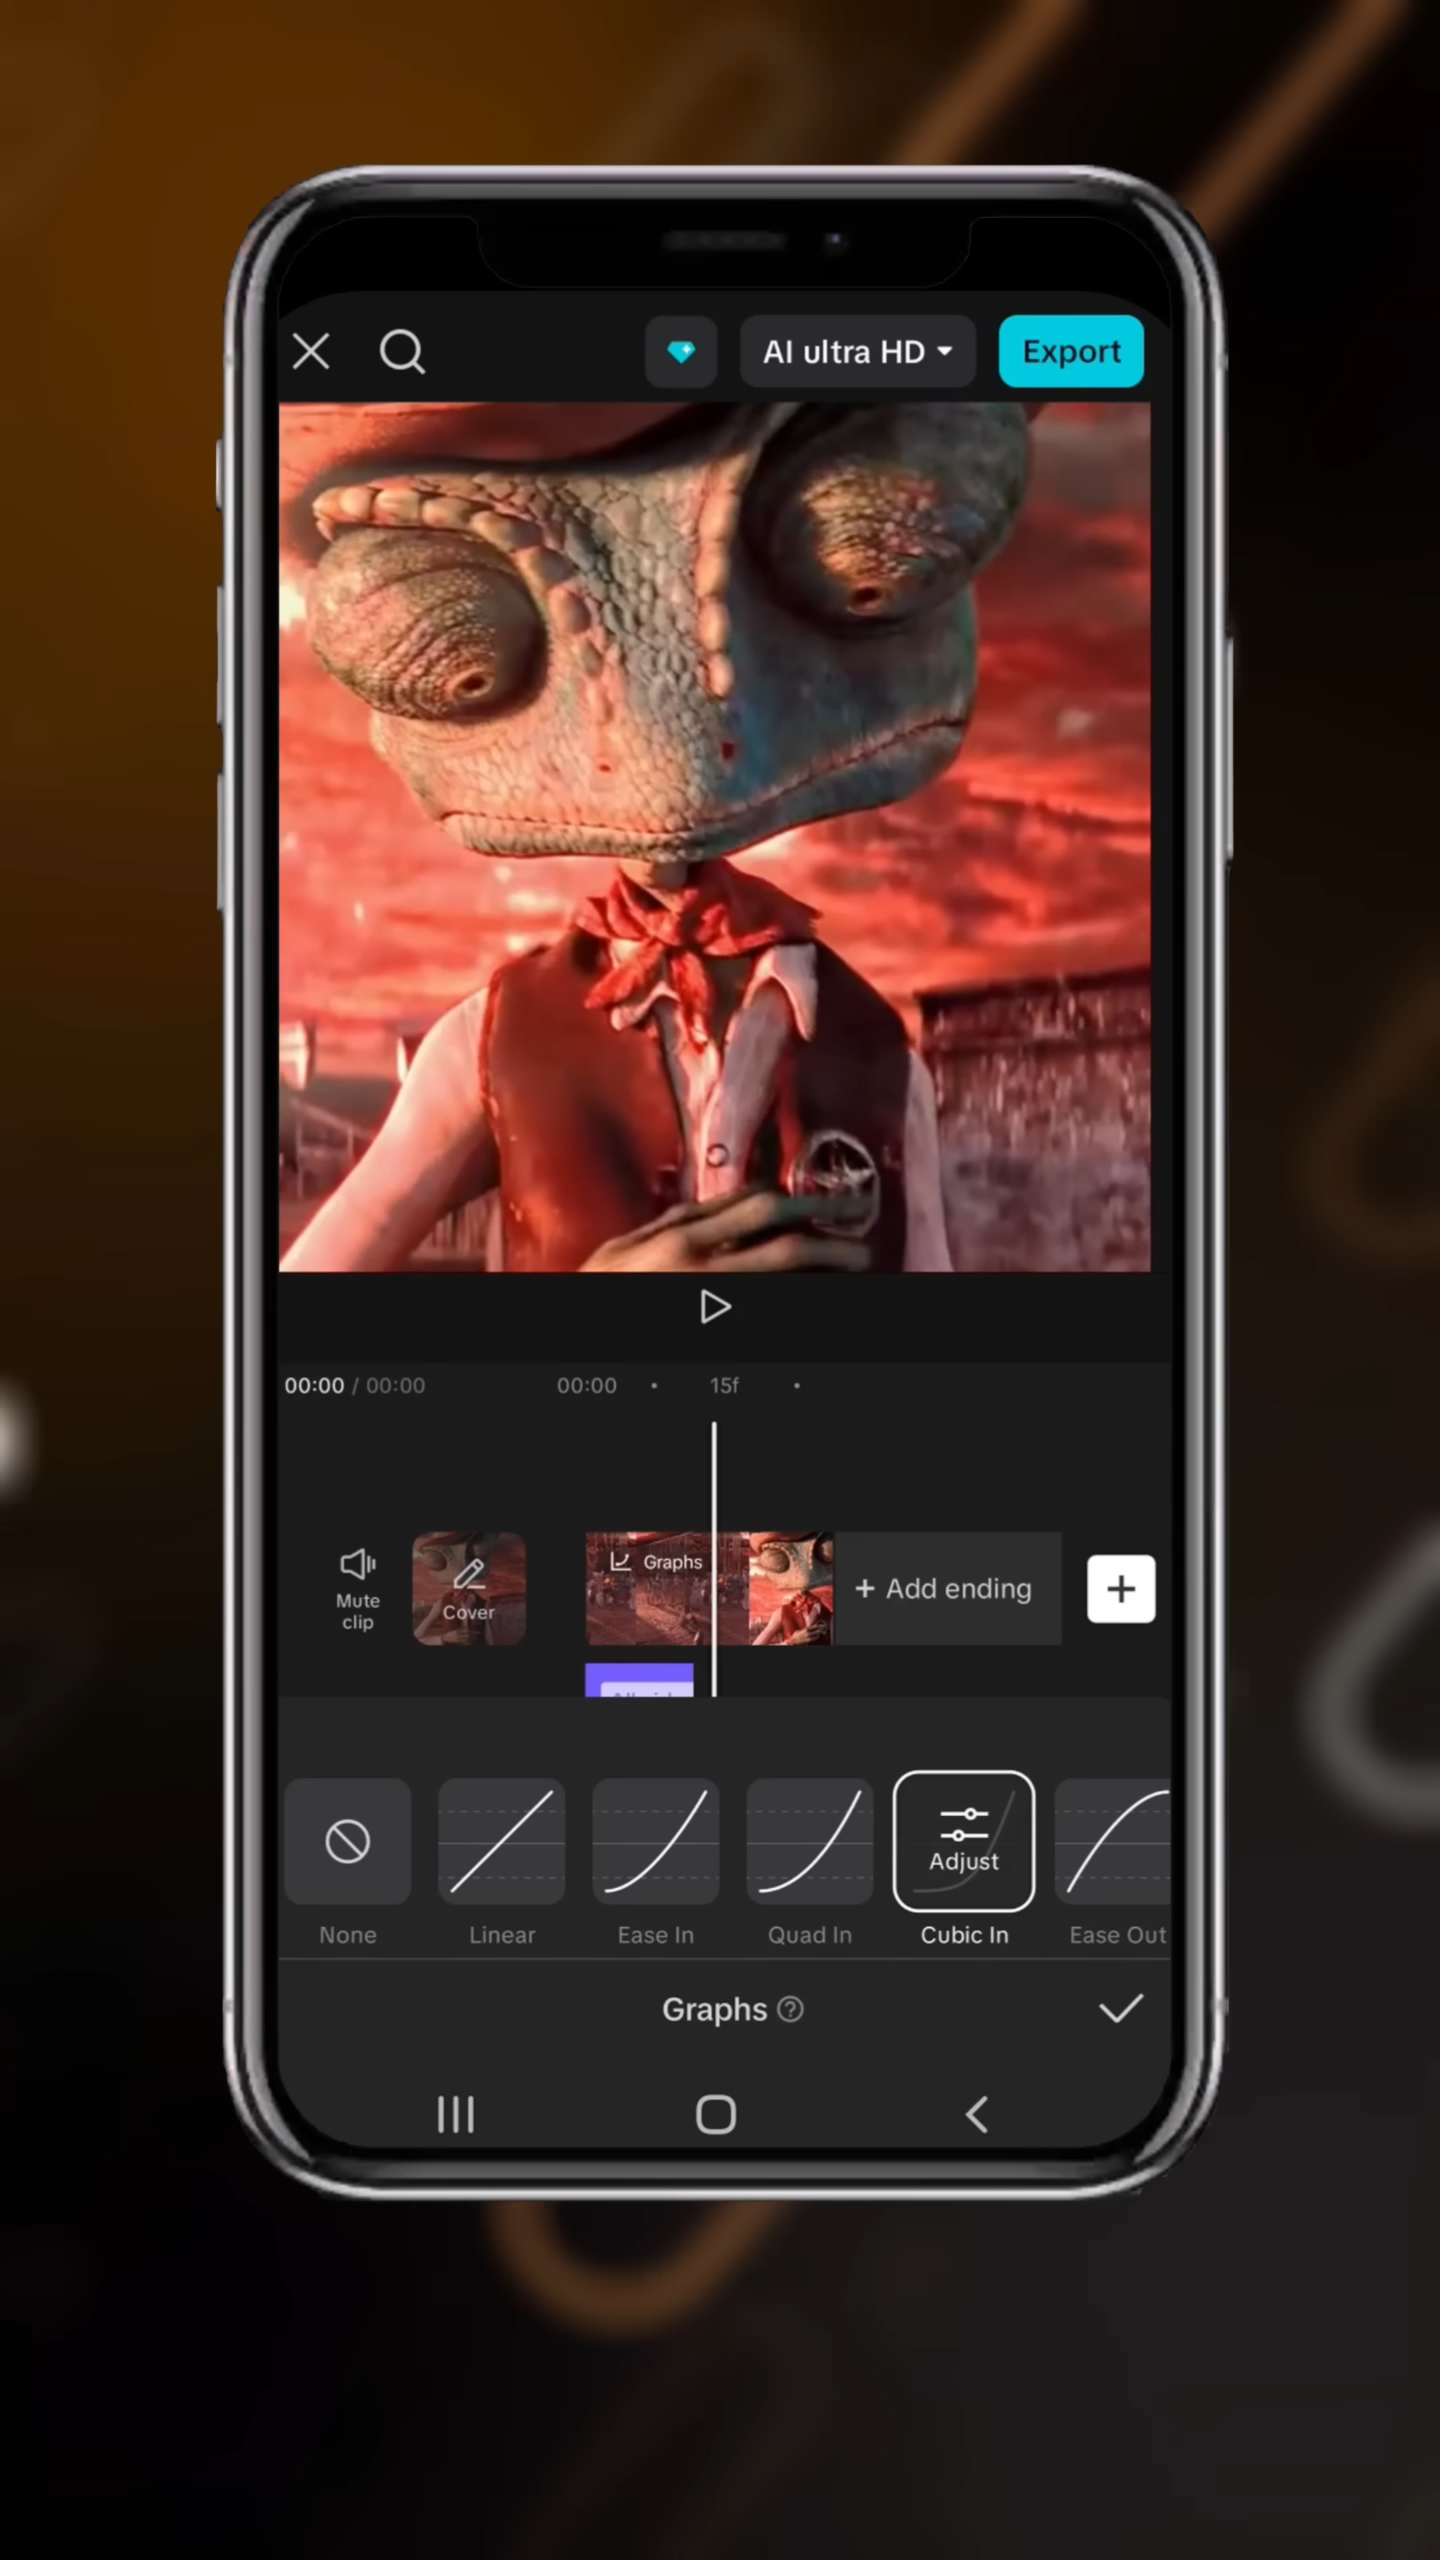 AI ultra HD
Export
00:00 / 00:00
00:00
15f
Mute
clip
Cover
Graphs
+ Add ending
Adjust
None
Linear
Ease In
Quad In
Cubic In
Ease Out
Graphs